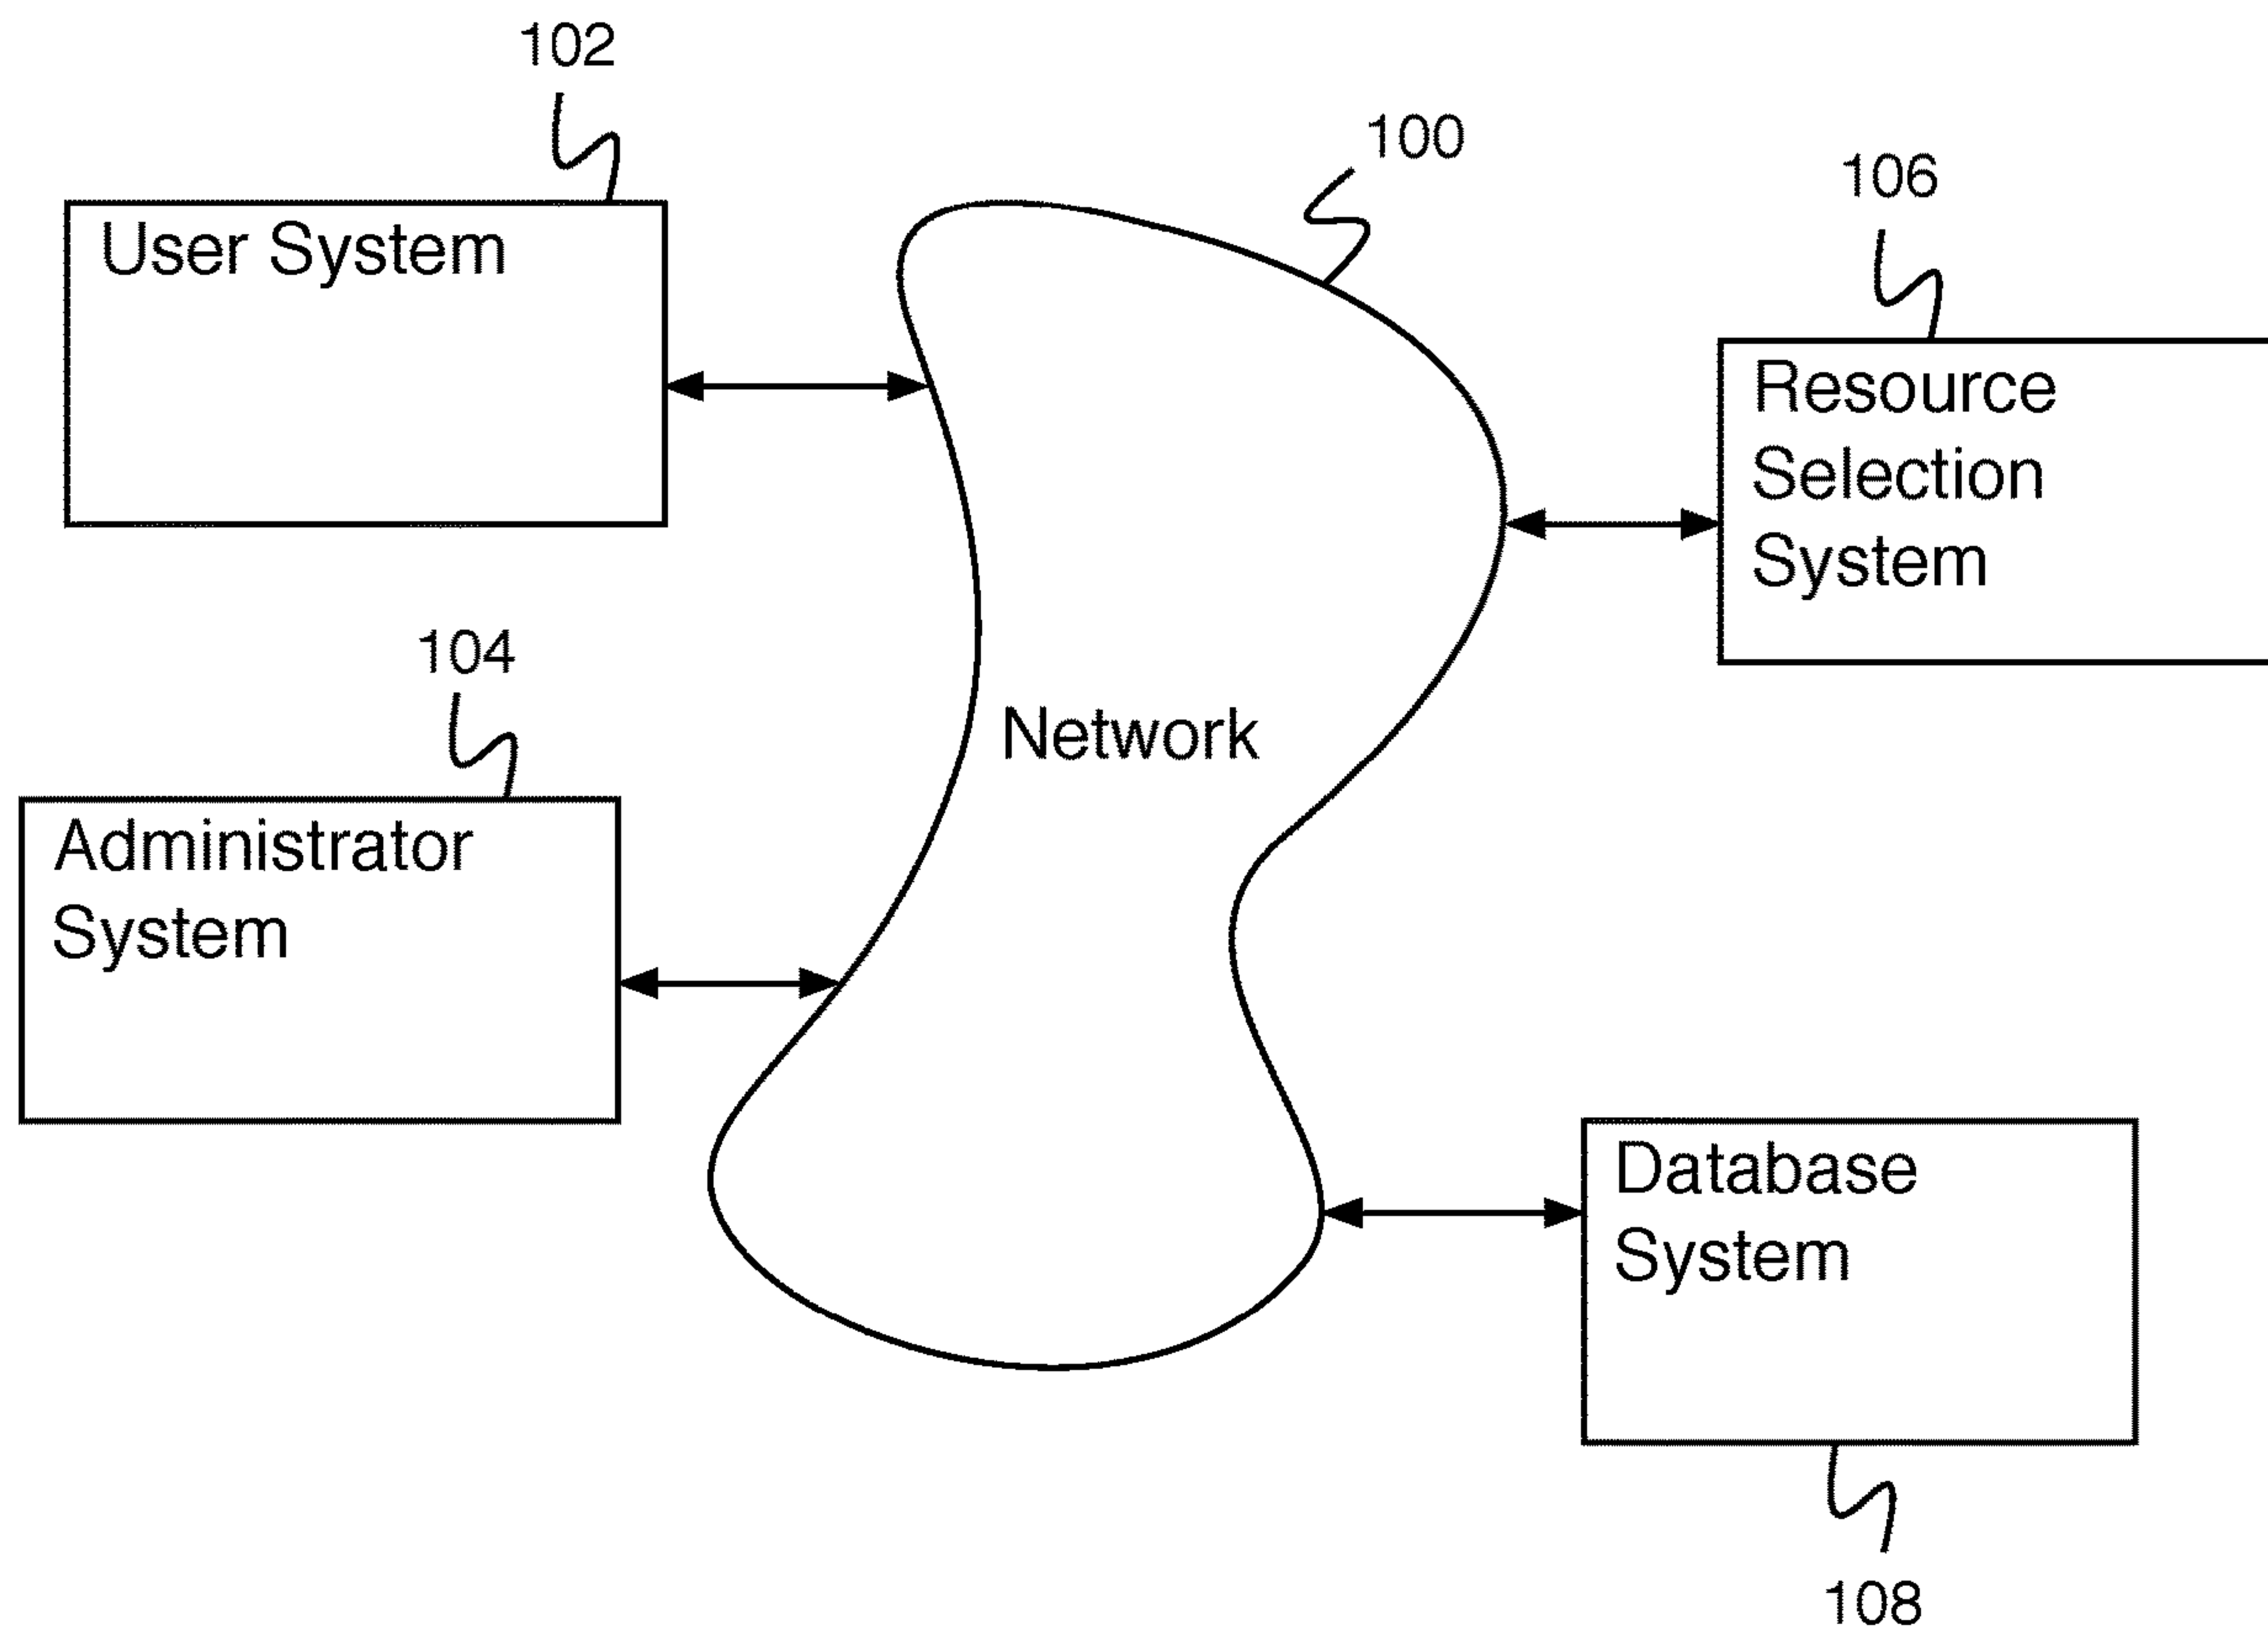 102
100
106
User System
Resource
Selection
System
104
Network
Administrator
System
Database
System
108